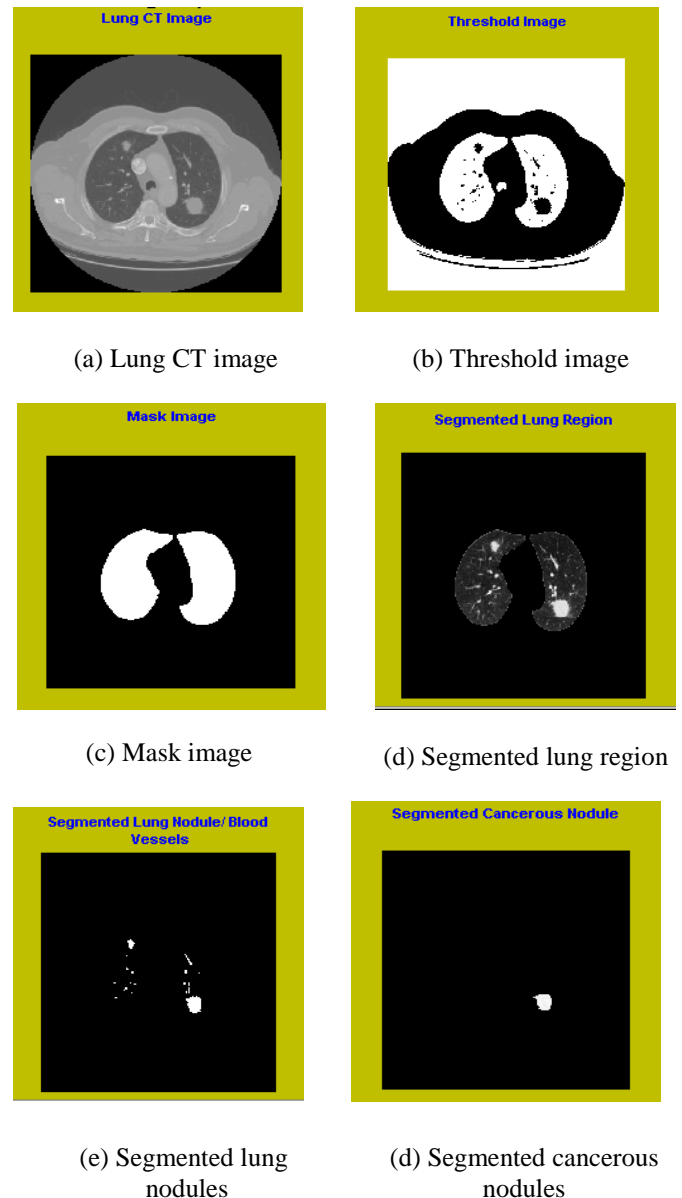 Lung CT Image
Threshold Image
(a) Lung CT image
(b) Threshold image
Mask Image
Segmented Lung Region
(c) Mask image
(d) Segmented lung region
Segmented Lung Nodule/ Blood
Vessels
Segmented Cancerous Nodule
(e) Segmented lung
nodules
(d) Segmented cancerous
nodules